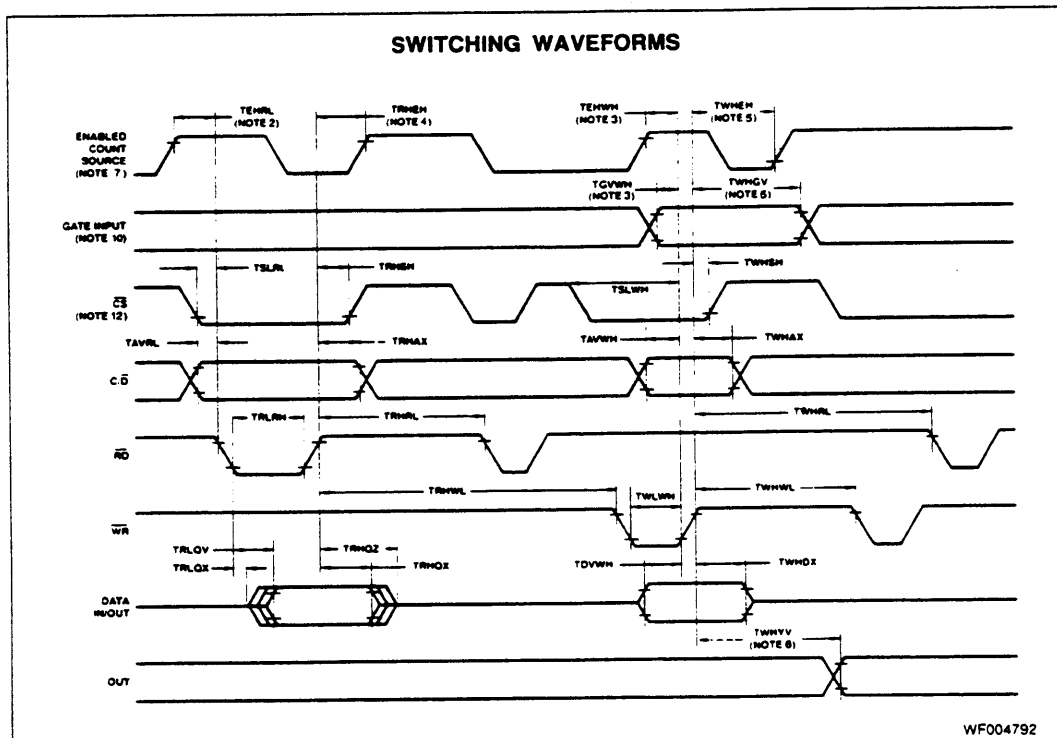 SWITCHING WAVEFORMS
TEHRL
(NOTE 2)
TRHEH
(NOTE 4)
TEHWH
(NOTE 3)
TWHEH
(NOTE 5)
ENABLED
COUNT
SOURCE
(NOTE 7)
TGVWH
(NOTE 3)
TWHGV
(NOTE 5)
GATE INPUT
(NOTE 10)
TSLRL
TRHSH
TWHSH
TSLWH
CS
(NOTE 12)
TAVRL
TRHAX
TAVWH
TWHAX
C/D
TRLRH
TRHRL
TWHRL
RD
TRHWL
TWLWH
TWHWL
WR
TRLQV
TRHQZ
TRLQX
TRHQX
TDVWH
TWHDX
DATA
IN/OUT
TWHYV
(NOTE 6)
OUT
WF004792